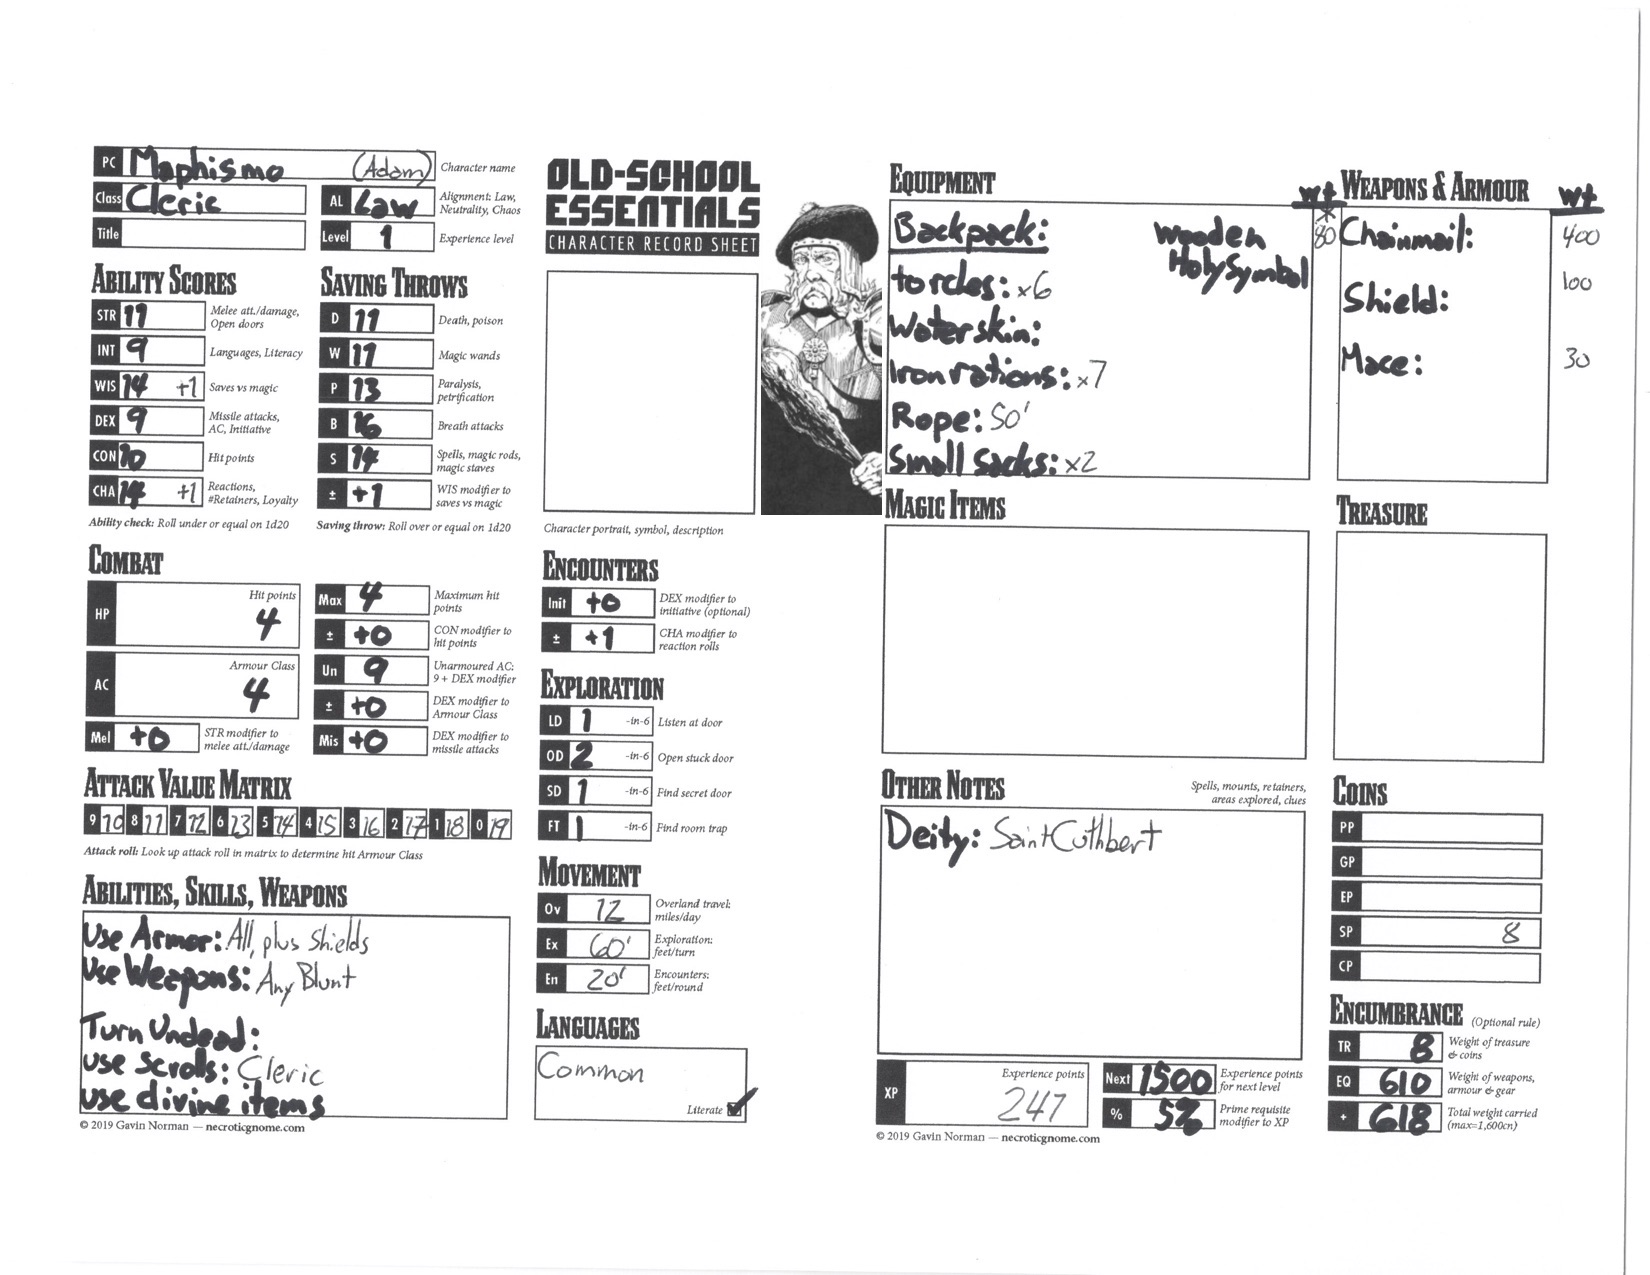 PC Maphismo (Adam) Character name
Class Cleric
AL Law Alignment: Law, Neutrality, Chaos
Title
Level 1 Experience level
ABILITY SCORES
STR 11 Melee att./damage, Open doors
INT 9 Languages, Literacy
WIS 14 +1 Saves vs magic
DEX 9 Missile attacks, AC, Initiative
CON 10 Hit points
CHA 14 +1 Reactions, #Retainers, Loyalty
Ability check: Roll under or equal on 1d20
SAVING THROWS
D 11 Death, poison
W 11 Magic wands
P 13 Paralysis, petrification
B 16 Breath attacks
S 14 Spells, magic rods, magic staves
± +1 WIS modifier to saves vs magic
Saving throw: Roll over or equal on 1d20
COMBAT
HP Hit points 4
AC Armour Class 4
Mel +0 STR modifier to melee att./damage
Max 4 Maximum hit points
± +0 CON modifier to hit points
Un 9 Unarmoured AC: 9 + DEX modifier
± +0 DEX modifier to Armour Class
Mis +0 DEX modifier to missile attacks
ATTACK VALUE MATRIX
9 10 8 11 7 12 6 13 5 14 4 15 3 16 2 17 1 18 0 19
Attack roll: Look up attack roll in matrix to determine hit Armour Class
ABILITIES, SKILLS, WEAPONS
Use Armor: All, plus Shields
Use Weapons: Any Blunt
Turn Undead:
use scrolls: Cleric
use divine items
© 2019 Gavin Norman — necroticgnome.com
OLD-SCHOOL
ESSENTIALS
CHARACTER RECORD SHEET
Character portrait, symbol, description
ENCOUNTERS
Init +0 DEX modifier to initiative (optional)
± +1 CHA modifier to reaction rolls
EXPLORATION
LD 1 -in-6 Listen at door
OD 2 -in-6 Open stuck door
SD 1 -in-6 Find secret door
FT 1 -in-6 Find room trap
MOVEMENT
Ov 12 Overland travel: miles/day
Ex 60' Exploration: feet/turn
En 20' Encounters: feet/round
LANGUAGES
Common
Literate
EQUIPMENT wt
Backpack: Wooden Holy Symbol * 80
torches: x6
Waterskin:
Iron rations: x7
Rope: 50'
Small sacks: x2
WEAPONS & ARMOUR wt
Chainmail: 400
Shield: 100
Mace: 30
MAGIC ITEMS
TREASURE
OTHER NOTES Spells, mounts, retainers, areas explored, clues
Deity: Saint Cuthbert
COINS
PP
GP
EP
SP 8
CP
ENCUMBRANCE (Optional rule)
TR 8 Weight of treasure & coins
EQ 610 Weight of weapons, armour & gear
+ 618 Total weight carried (max=1,600cn)
XP Experience points 247
Next 1500 Experience points for next level
% 5% Prime requisite modifier to XP
© 2019 Gavin Norman — necroticgnome.com